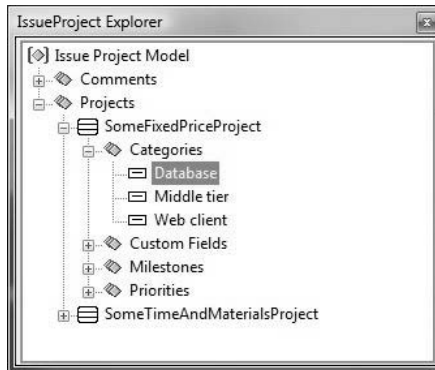 IssueProject Explorer
Issue Project Model
Comments
Projects
SomeFixedPriceProject
Categories
Database
Middle tier
Web client
Custom Fields
Milestones
Priorities
SomeTimeAndMaterialsProject